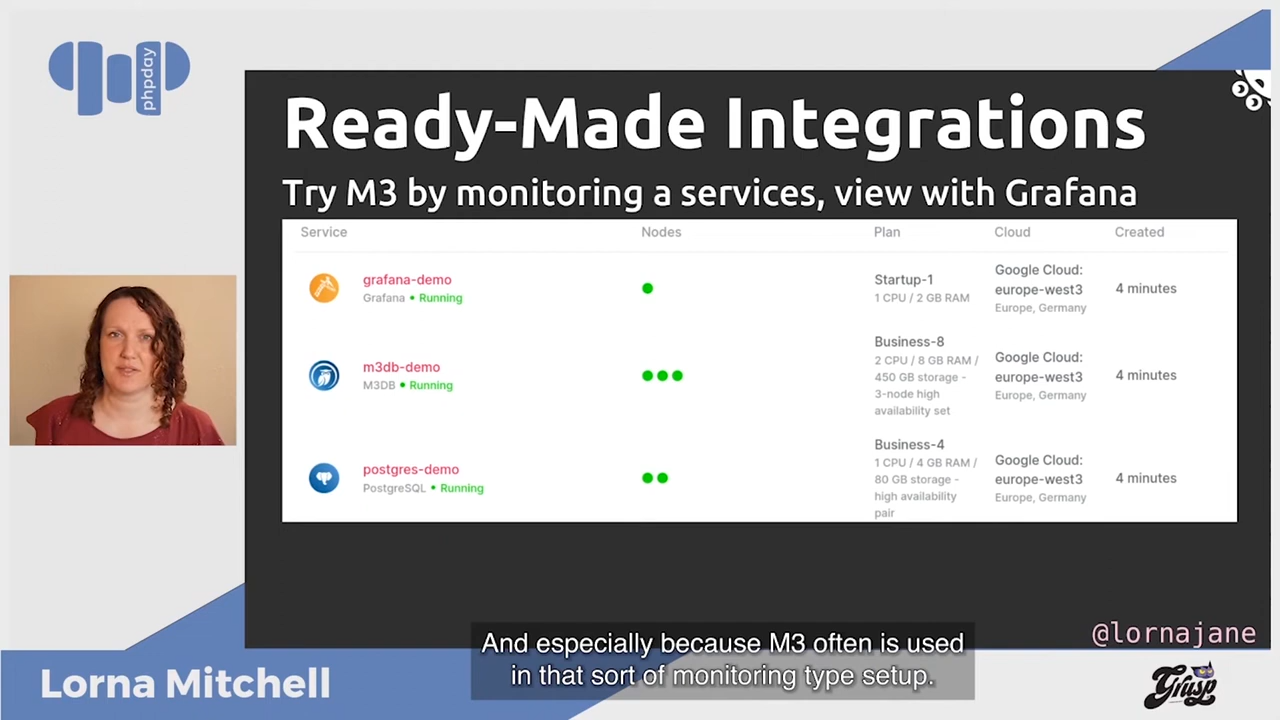 phpday
Ready-Made Integrations
Try M3 by monitoring a services, view with Grafana
Service Nodes Plan Cloud Created
grafana-demo
Grafana • Running
Startup-1
1 CPU / 2 GB RAM
Google Cloud:
europe-west3
Europe, Germany
4 minutes
m3db-demo
M3DB • Running
Business-8
2 CPU / 8 GB RAM /
450 GB storage -
3-node high
availability set
Google Cloud:
europe-west3
Europe, Germany
4 minutes
postgres-demo
PostgreSQL • Running
Business-4
1 CPU / 4 GB RAM /
80 GB storage -
high availability
pair
Google Cloud:
europe-west3
Europe, Germany
4 minutes
@lornajane
And especially because M3 often is used
in that sort of monitoring type setup.
Lorna Mitchell
Grusp